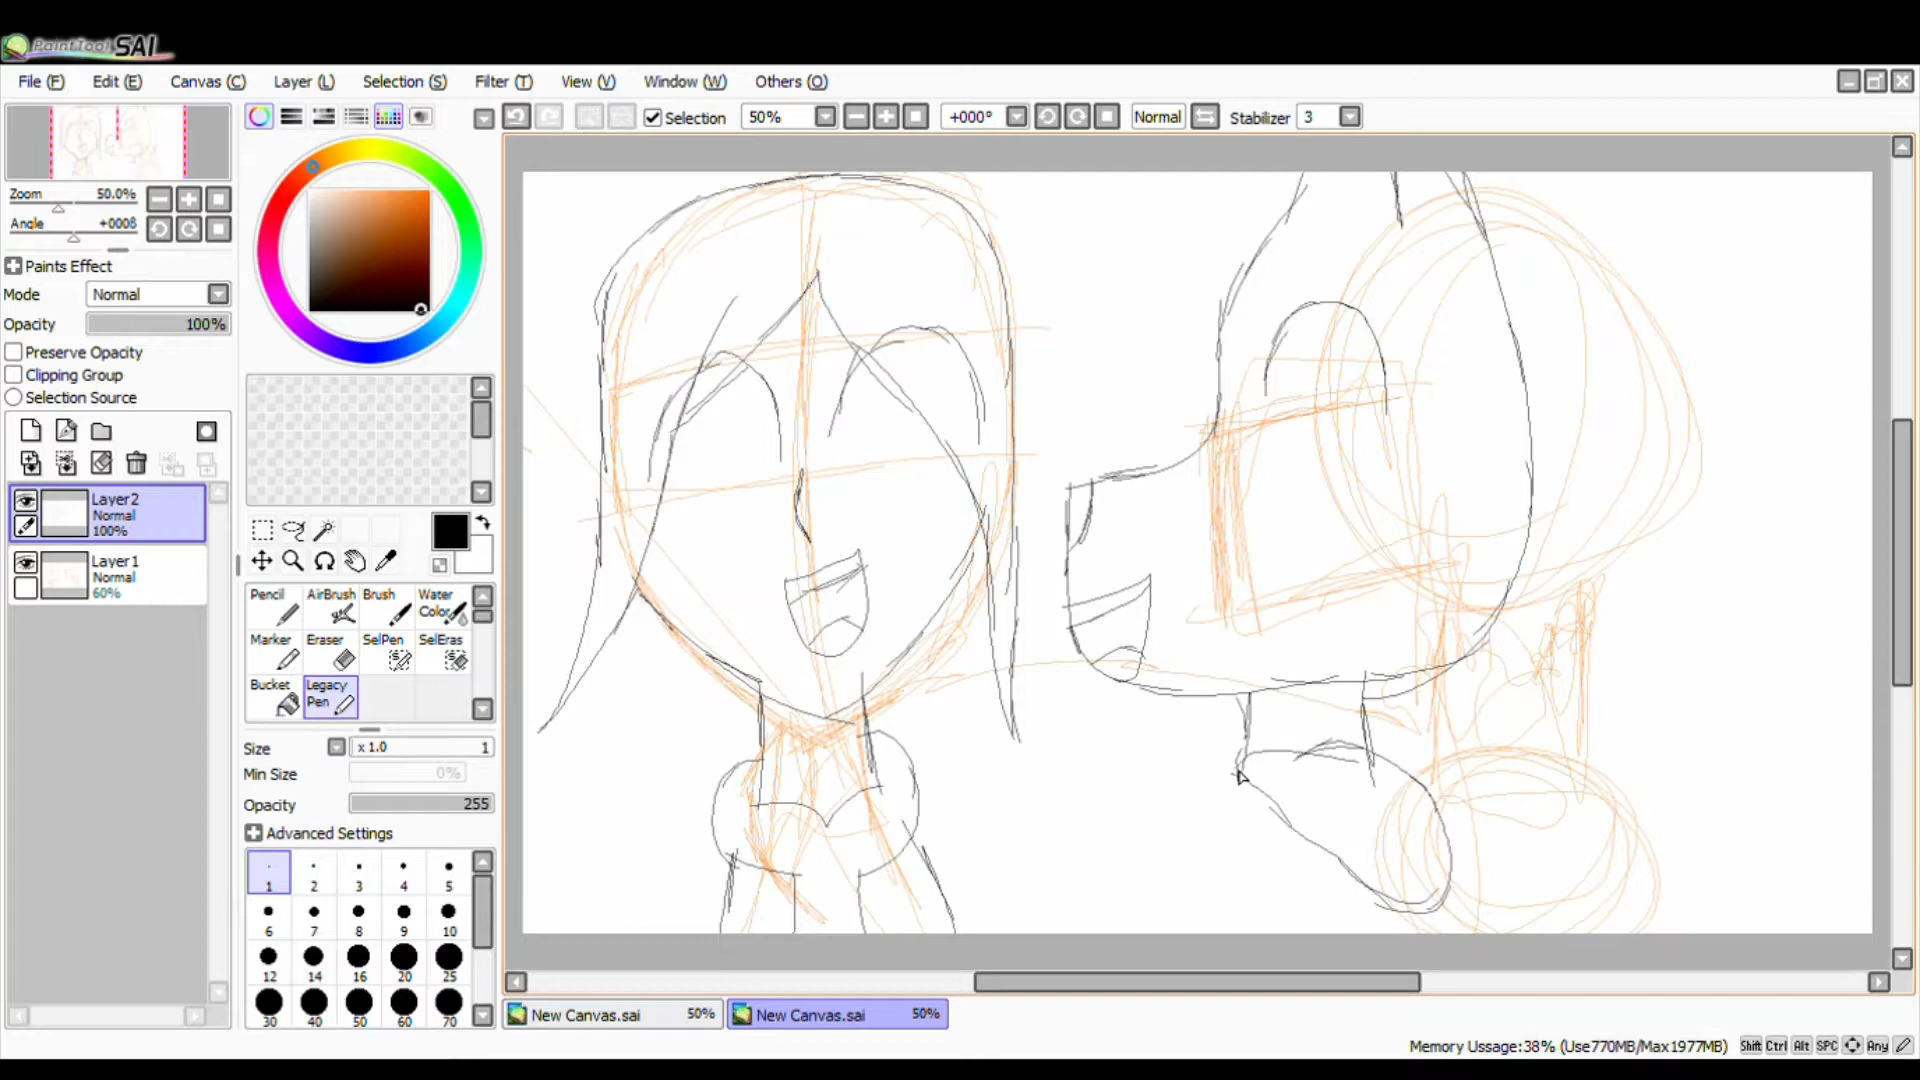 PaintTool SAI
File (F) Edit (E) Canvas (C) Layer (L) Selection (S) Filter (T) View (V) Window (W) Others (O)
Selection 50% +000° Normal Stabilizer 3
Zoom 50.0%
Angle +000ß
Paints Effect
Mode Normal
Opacity 100%
Preserve Opacity
Clipping Group
Selection Source
Layer2
Normal
100%
Layer1
Normal
60%
Pencil AirBrush Brush Water Color
Marker Eraser SelPen SelEras
Bucket Legacy Pen
Size x 1.0 1
Min Size 0%
Opacity 255
Advanced Settings
1 2 3 4 5
6 7 8 9 10
12 14 16 20 25
30 40 50 60 70
New Canvas.sai 50% New Canvas.sai 50%
Memory Ussage:38% (Use770MB/Max1977MB) Shift Ctrl Alt SPC Any